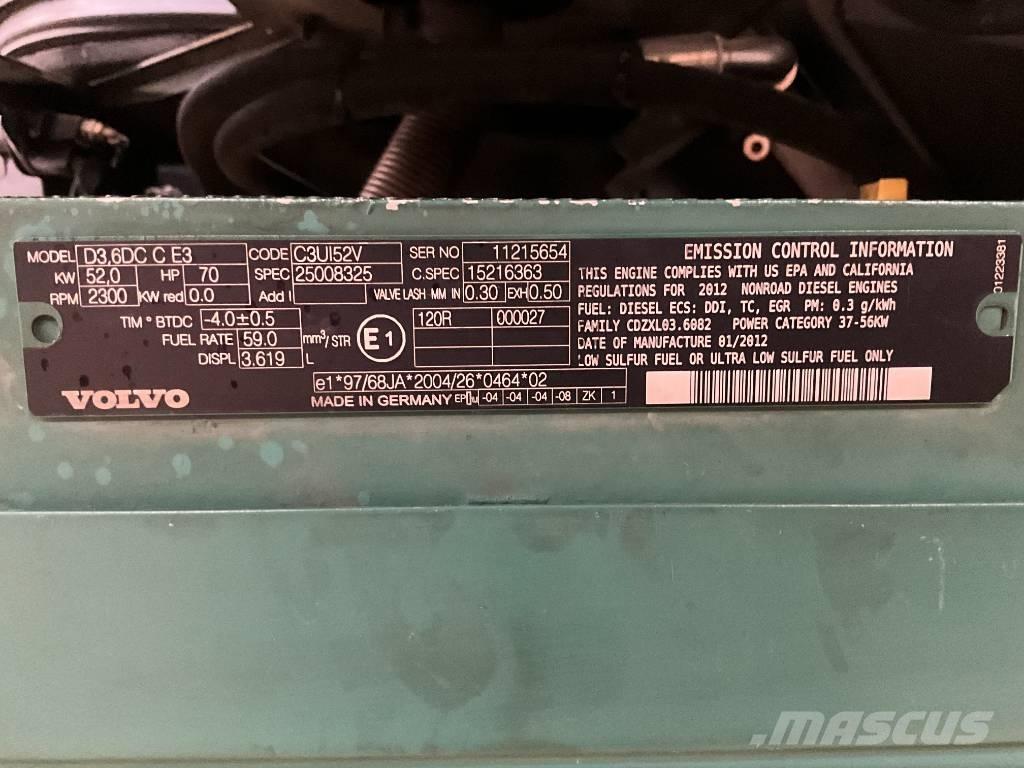 MODEL D3,6DC C E3 CODE C3UI52V SER NO 11215654
KW 52,0 HP 70 SPEC 25008325 C.SPEC 15216363
RPM 2300 KW red 0.0 Add I VALVE LASH MM IN 0.30 EXH 0.50
TIM ° BTDC -4.0±0.5
FUEL RATE 59.0 mm³/STR
DISPL 3.619 L
E1
120R 000027
e1*97/68JA*2004/26*0464*02
VOLVO
MADE IN GERMANY -04 -04 -04 -08 ZK 1
EMISSION CONTROL INFORMATION
THIS ENGINE COMPLIES WITH US EPA AND CALIFORNIA
REGULATIONS FOR 2012 NONROAD DIESEL ENGINES
FUEL: DIESEL ECS: DDI, TC, EGR PM: 0.3 g/kWh
FAMILY CDZXL03.6082 POWER CATEGORY 37-56KW
DATE OF MANUFACTURE 01/2012
LOW SULFUR FUEL OR ULTRA LOW SULFUR FUEL ONLY
01223381
MASCUS